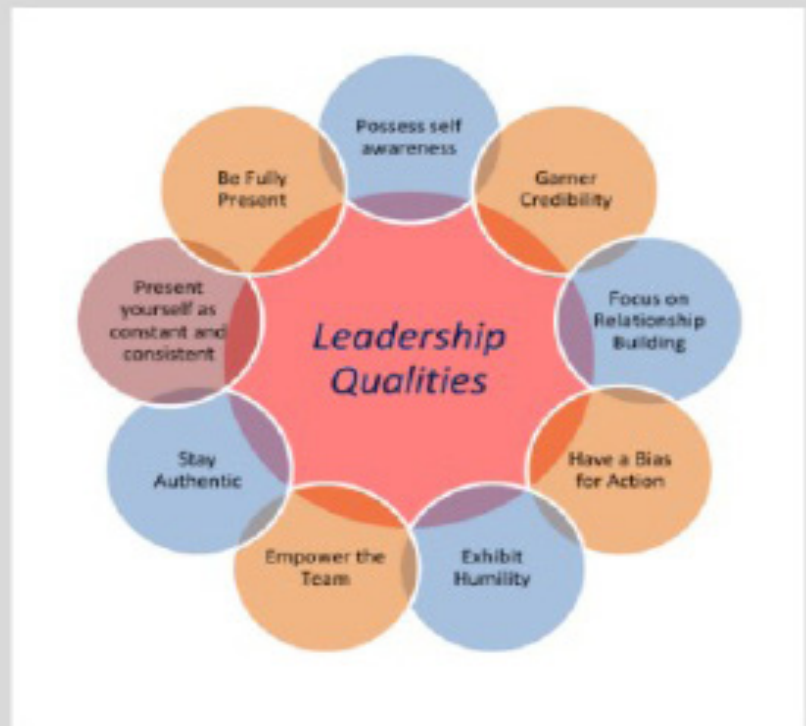 Possess self
awareness
Garner
Credibility
Focus on
Relationship
Building
Have a Bias
for Action
Exhibit
Humility
Empower the
Team
Stay
Authentic
Present
yourself as
constant and
consistent
Be Fully
Present
Leadership
Qualities